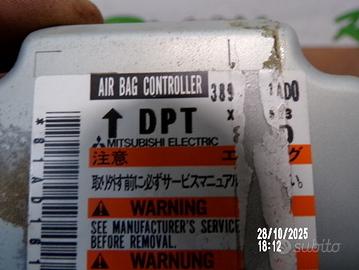 AIR BAG CONTROLLER 389
↑ DPT
MITSUBISHI ELECTRIC
注意
取り外す前に必ずサービスマニュアル
WARNING
SEE MANUFACTURER'S SERVICE
BEFORE REMOVAL.
WARNUNG
28/10/2025
18:12
subito